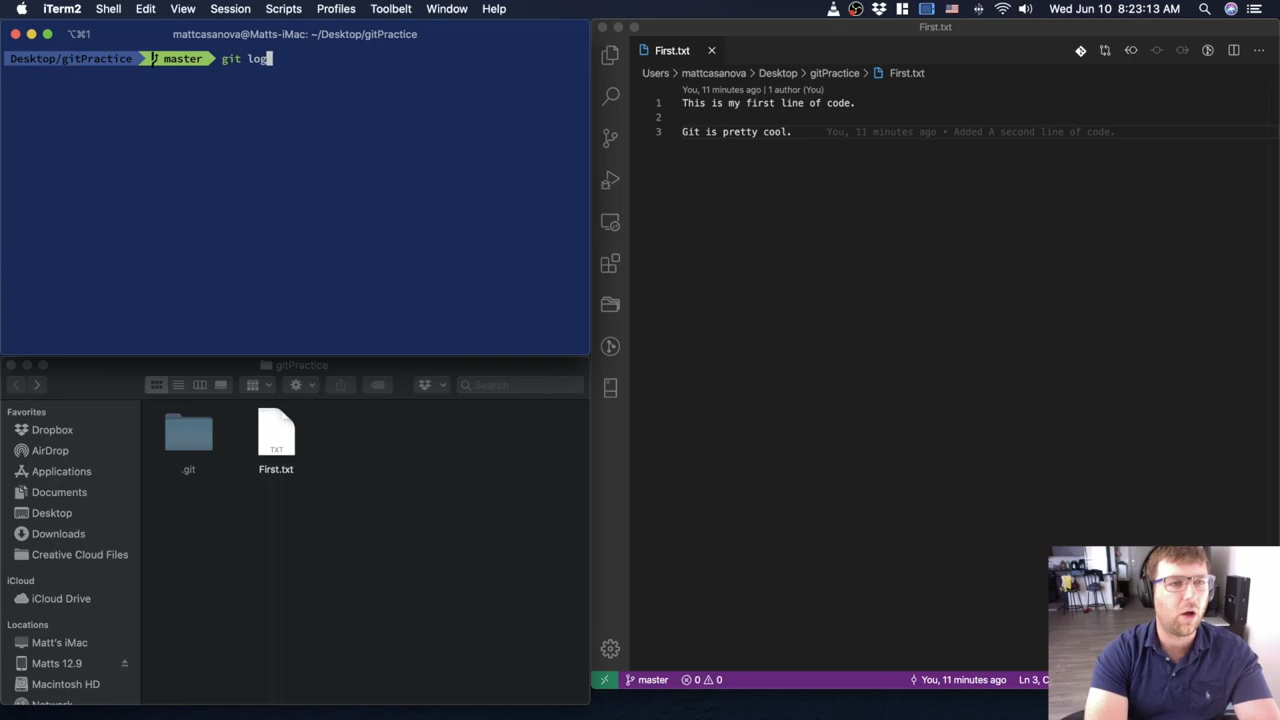 iTerm2 Shell Edit View Session Scripts Profiles Toolbelt Window Help
Wed Jun 10 8:23:13 AM
⌥⌘1
mattcasanova@Matts-iMac: ~/Desktop/gitPractice
Desktop/gitPractice master git log
First.txt
First.txt
Users > mattcasanova > Desktop > gitPractice > First.txt
You, 11 minutes ago | 1 author (You)
1 This is my first line of code.
2
3 Git is pretty cool. You, 11 minutes ago • Added A second line of code.
gitPractice
Search
Favorites
Dropbox
AirDrop
Applications
Documents
Desktop
Downloads
Creative Cloud Files
iCloud
iCloud Drive
Locations
Matt's iMac
Matts 12.9
Macintosh HD
Network
.git
TXT
First.txt
master 0 0
You, 11 minutes ago
Ln 3, C